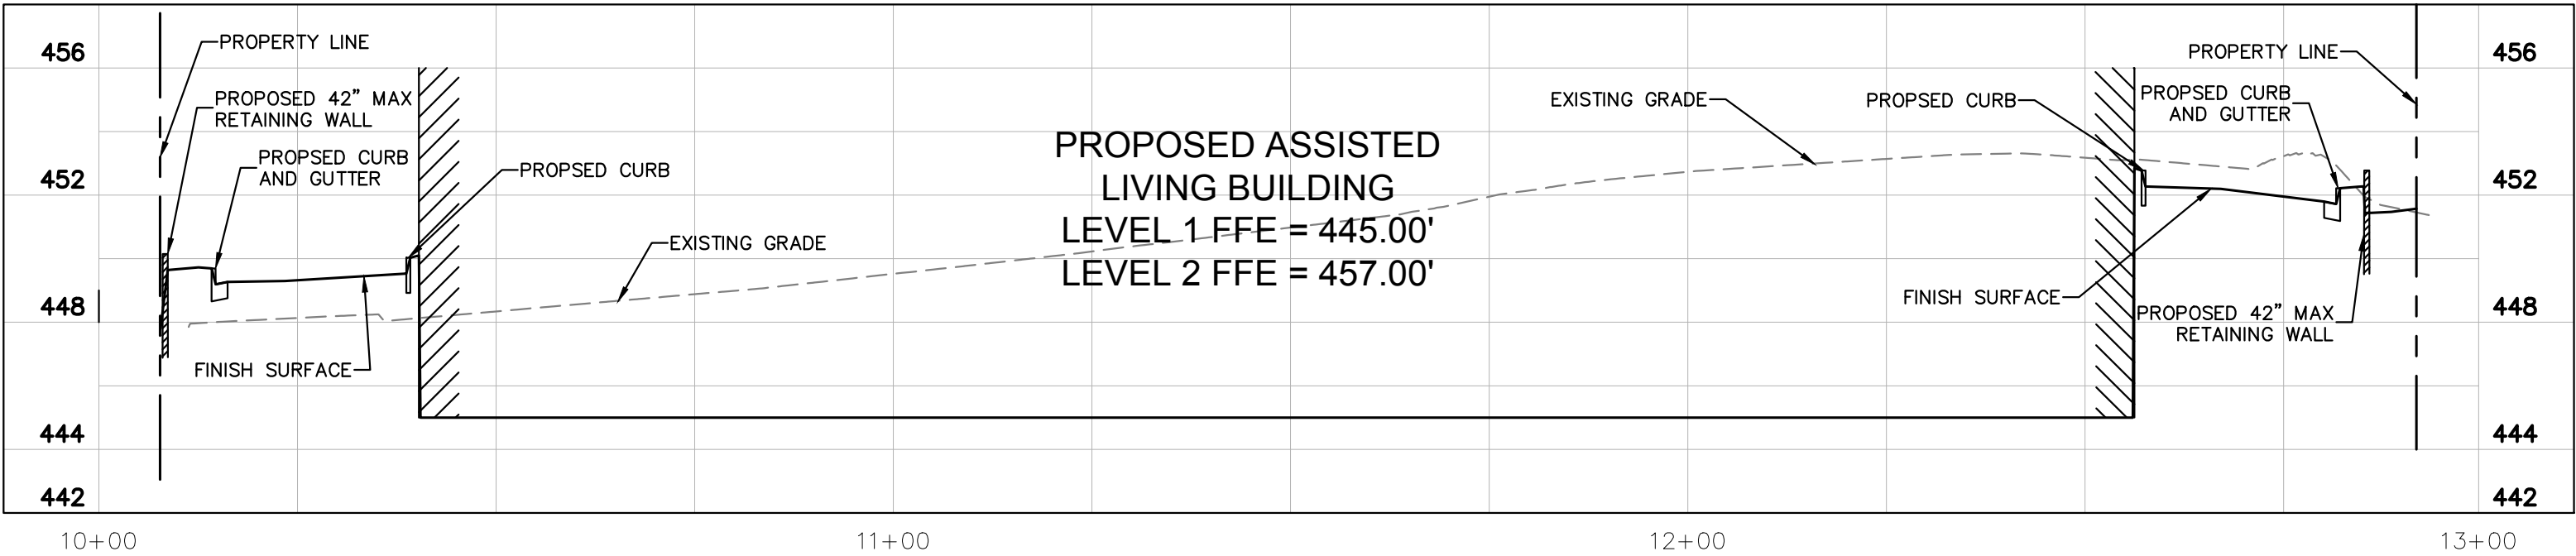 456
PROPERTY LINE
PROPERTY LINE
456
PROPOSED 42" MAX
RETAINING WALL
EXISTING GRADE
PROPSED CURB
PROPSED CURB
AND GUTTER
PROPSED CURB
AND GUTTER
PROPOSED ASSISTED
LIVING BUILDING
LEVEL 1 FFE = 445.00'
LEVEL 2 FFE = 457.00'
452
PROPSED CURB
452
EXISTING GRADE
448
FINISH SURFACE
448
PROPOSED 42" MAX
RETAINING WALL
FINISH SURFACE
444
444
442
442
10+00
11+00
12+00
13+00